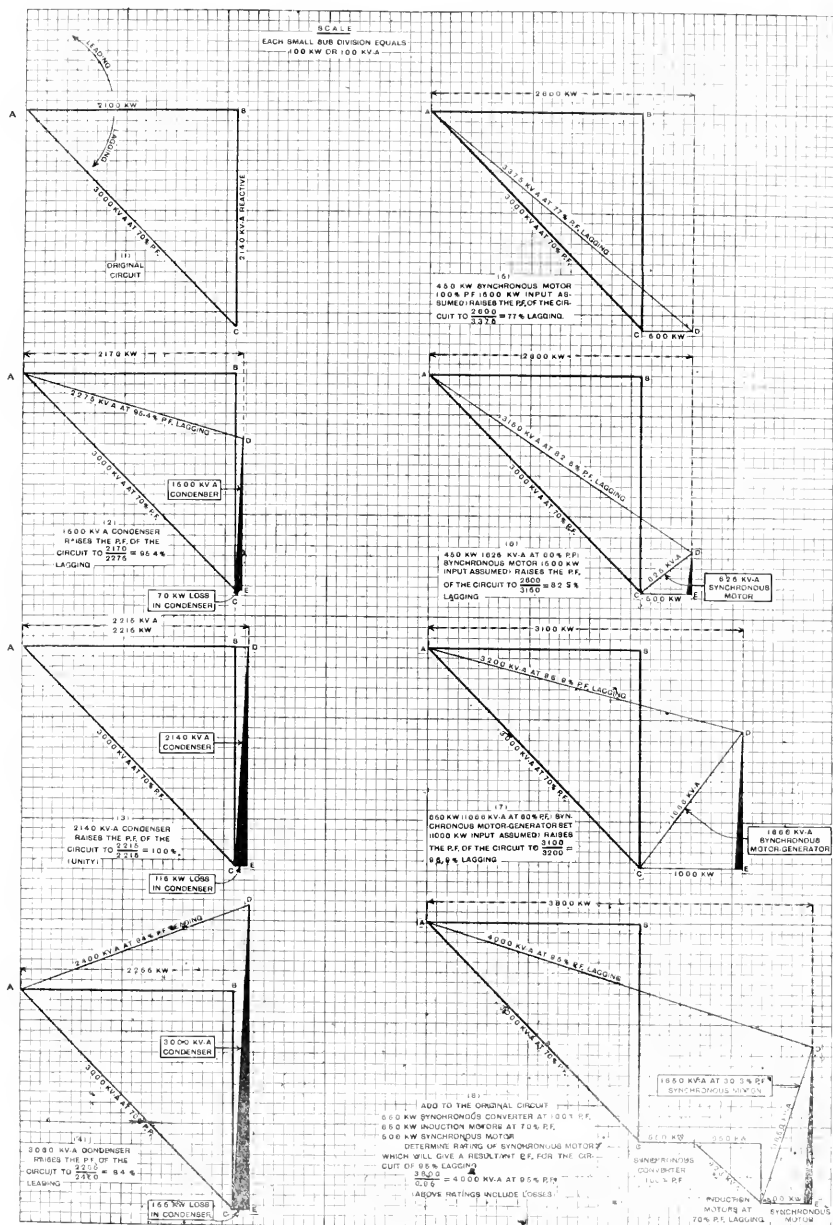 SCALE
EACH SMALL SUB DIVISION EQUALS
100 KW OR 100 KV-A
LEADING
LAGGING
A
2100 KW
B
3000 KVA AT 70% P.F.
2140 KV-A REACTIVE
(1)
ORIGINAL
CIRCUIT
C
2170 KW
A
B
2275 KV-A AT 95.4% P.F. LAGGING
D
3000 KVA AT 70% P.F.
1500 KV-A
CONDENSER
(2)
1500 KV A CONDENSER
RAISES THE P.F. OF THE
CIRCUIT TO 2170/2275 = 95.4%
LAGGING
70 KW LOSS
IN CONDENSER
C
E
2215 KV A
2215 KW
A
B
D
3000 KV-A AT 70% P.F.
2140 KV-A
CONDENSER
(3)
2140 KV-A CONDENSER
RAISES THE P.F. OF THE
CIRCUIT TO 2215/2215 = 100%
(UNITY)
115 KW LOSS
IN CONDENSER
C
E
D
2400 KV-A AT 94% P.F. LEADING
2255 KW
A
B
3000 KV-A
CONDENSER
3000 KV-A AT 70% P.F.
(4)
3000 KV-A CONDENSER
RAISES THE P.F. OF THE
CIRCUIT TO 2255/2400 = 94%
LEADING
155 KW LOSS
IN CONDENSER
C
E
2600 KW
A
B
3375 KV-A AT 77% P.F. LAGGING
3000 KV-A AT 70% P.F.
(5)
450 KW SYNCHRONOUS MOTOR
100% P.F. (500 KW INPUT AS-
SUMED) RAISES THE P.F. OF THE CIR-
CUIT TO 2600/3375 = 77% LAGGING.
C
500 KW
D
2600 KW
A
B
3150 KV-A AT 82.5% P.F. LAGGING
3000 KV-A AT 70% P.F.
D
(6)
450 KW (625 KV-A AT 80% P.F.)
SYNCHRONOUS MOTOR (500 KW
INPUT ASSUMED) RAISES THE P.F.
OF THE CIRCUIT TO 2600/3150 = 82.5%
LAGGING
625 KV-A
625 KV-A
SYNCHRONOUS
MOTOR
C
500 KW
E
3100 KW
A
B
3200 KV-A AT 96.9% P.F. LAGGING
D
3000 KV-A AT 70% P.F.
1666 KV-A
(7)
SYN-
CHRONOUS MOTOR-GENERATOR SET
(1000 KW INPUT ASSUMED) RAISES
THE P.F. OF THE CIRCUIT TO 3100/3200 =
96.9% LAGGING
1666 KV-A
SYNCHRONOUS
MOTOR-GENERATOR
C
1000 KW
E
3800 KW
A
B
4000 KV-A AT 95% P.F. LAGGING
D
3000 KV-A AT 70% P.F.
SYNCHRONOUS MOTOR
(8)
ADD TO THE ORIGINAL CIRCUIT
550 KW SYNCHRONOUS CONVERTER AT 100% P.F.
650 KW INDUCTION MOTORS AT 70% P.F.
500 KW SYNCHRONOUS MOTOR
DETERMINE RATING OF SYNCHRONOUS MOTOR
WHICH WILL GIVE A RESULTANT P.F. FOR THE CIR-
CUIT OF 95% LAGGING
3800/0.95 = 4000 KV-A AT 95% P.F.
(ABOVE RATINGS INCLUDE LOSSES)
C
SYNCHRONOUS
CONVERTER
100% P.F.
INDUCTION
MOTORS AT
70% P.F. LAGGING
500 KW
E
SYNCHRONOUS
MOTOR